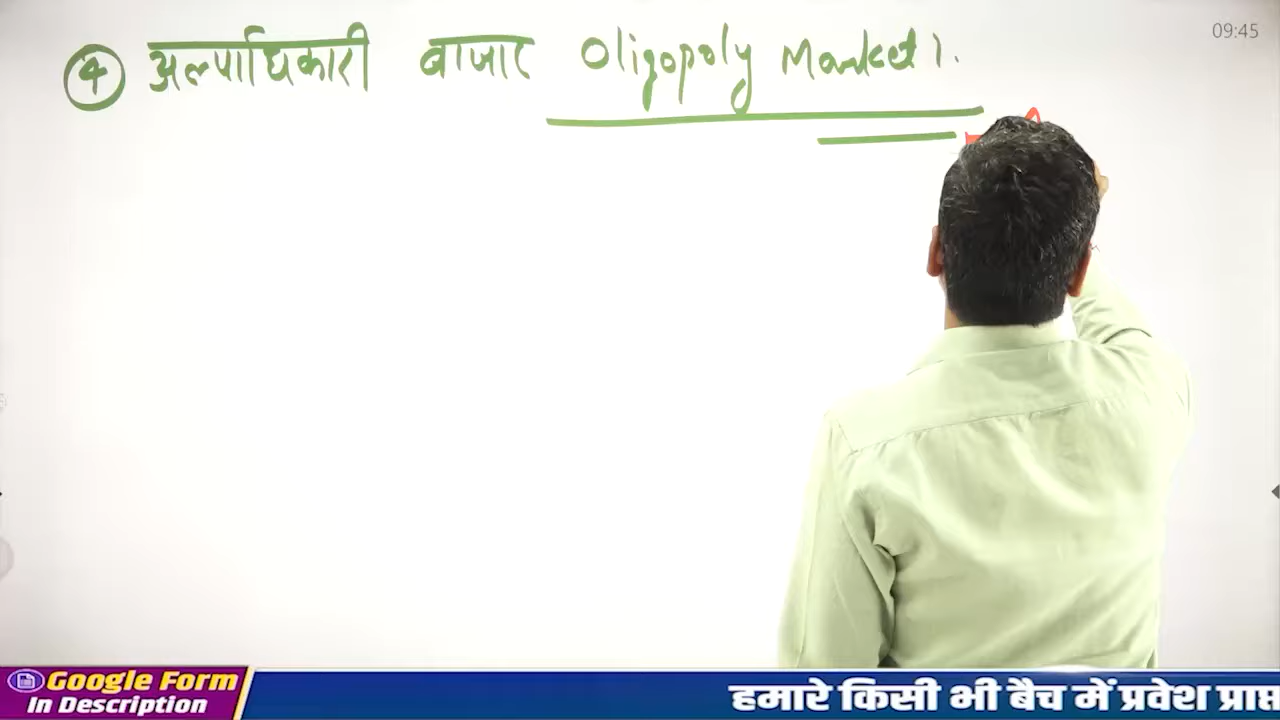 09:45
④ अल्पाधिकारी बाजार Oligopoly Market).
Google Form
In Description
हमारे किसी भी बैच में प्रवेश प्राप्त